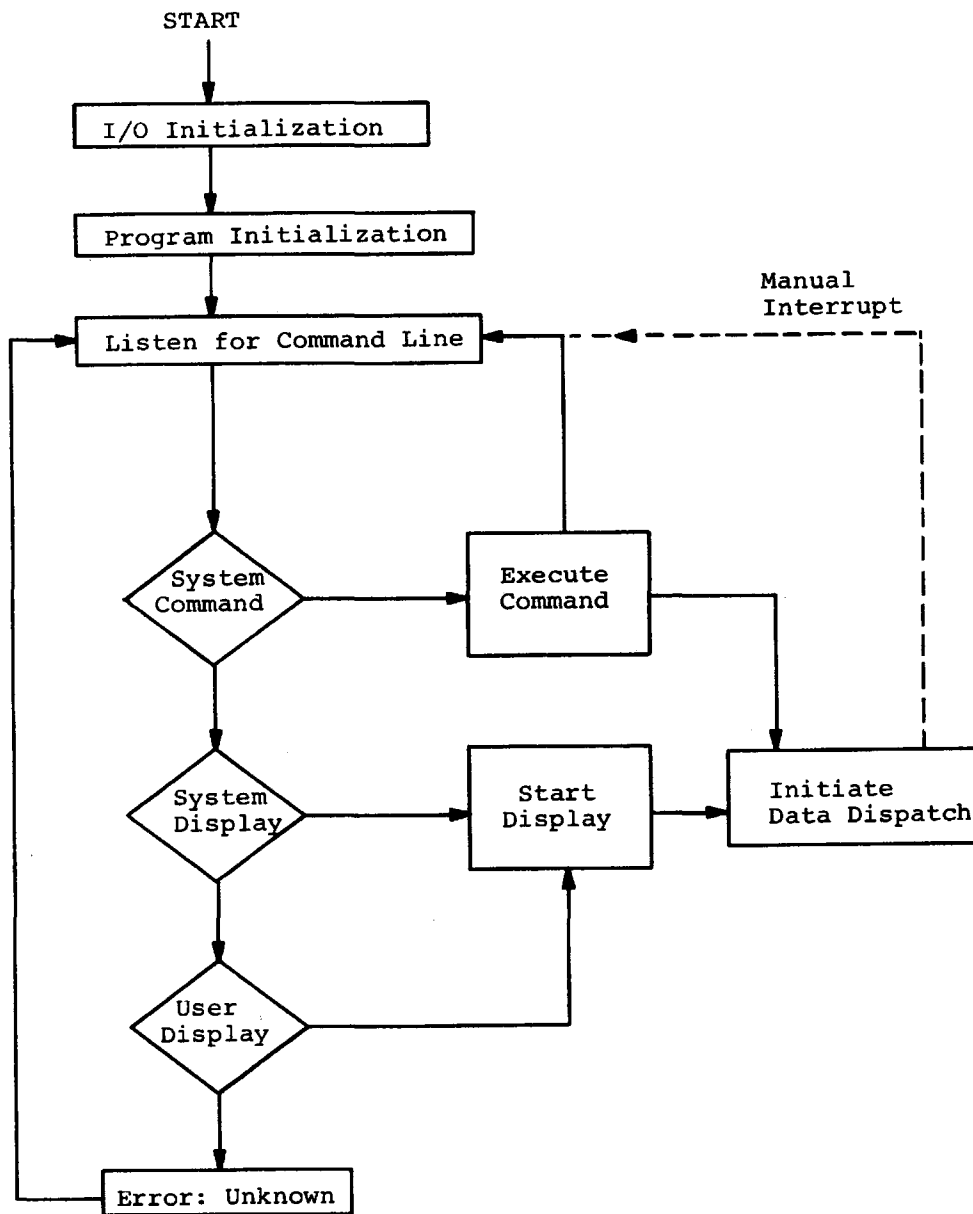 START
I/O Initialization
Program Initialization
Manual
Interrupt
Listen for Command Line
System
Command
Execute
Command
System
Display
Start
Display
Initiate
Data Dispatch
User
Display
Error: Unknown